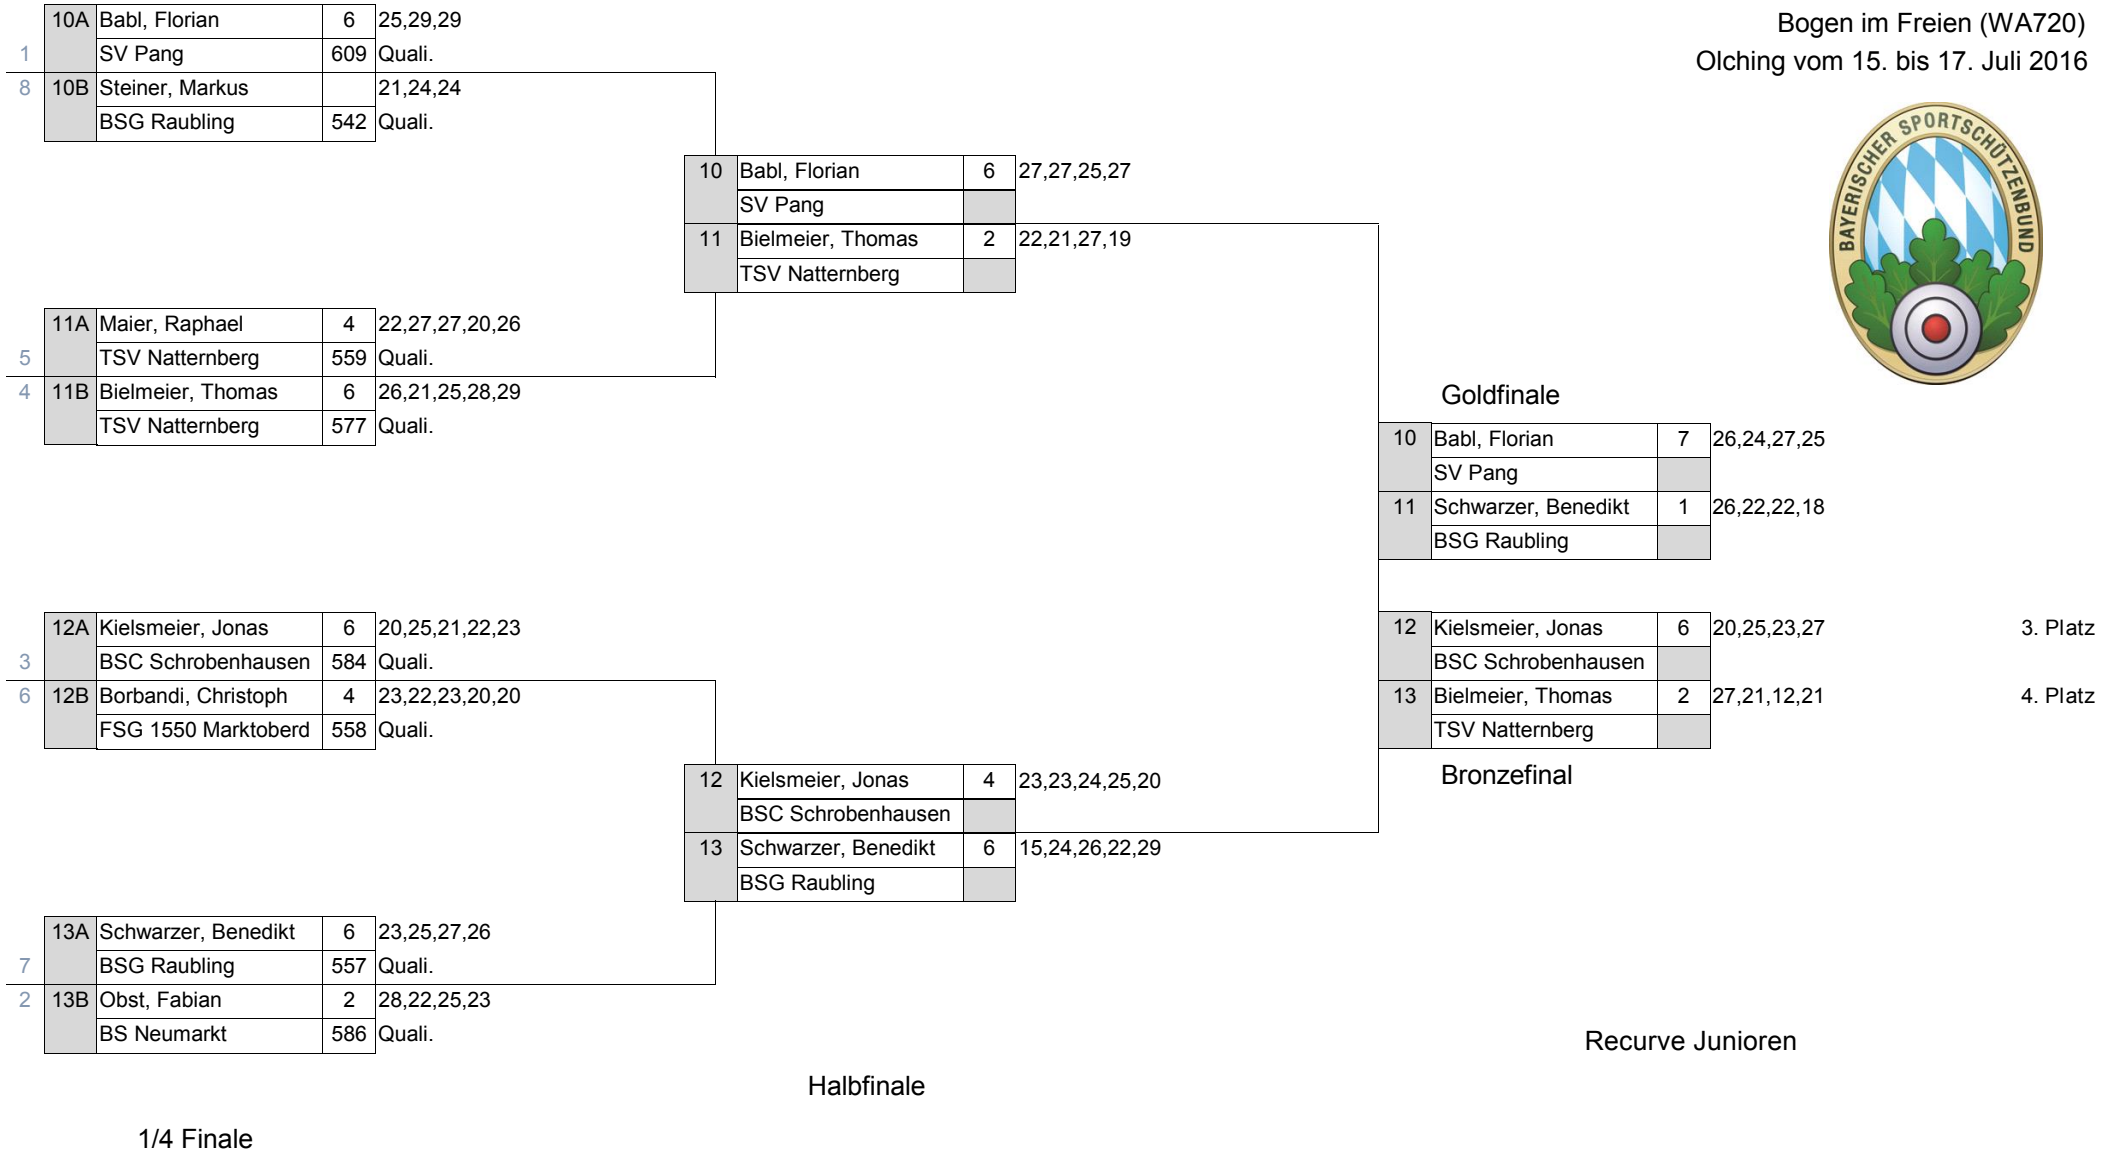 Bogen im Freien (WA720)
Olching vom 15. bis 17. Juli 2016
BAYERISCHER SPORTSCHÜTZENBUND
10A Babl, Florian 6 25,29,29
1 SV Pang 609 Quali.
8 10B Steiner, Markus 21,24,24
BSG Raubling 542 Quali.
11A Maier, Raphael 4 22,27,27,20,26
5 TSV Natternberg 559 Quali.
4 11B Bielmeier, Thomas 6 26,21,25,28,29
TSV Natternberg 577 Quali.
12A Kielsmeier, Jonas 6 20,25,21,22,23
3 BSC Schrobenhausen 584 Quali.
6 12B Borbandi, Christoph 4 23,22,23,20,20
FSG 1550 Marktoberd 558 Quali.
13A Schwarzer, Benedikt 6 23,25,27,26
7 BSG Raubling 557 Quali.
2 13B Obst, Fabian 2 28,22,25,23
BS Neumarkt 586 Quali.
1/4 Finale
10 Babl, Florian 6 27,27,25,27
SV Pang
11 Bielmeier, Thomas 2 22,21,27,19
TSV Natternberg
12 Kielsmeier, Jonas 4 23,23,24,25,20
BSC Schrobenhausen
13 Schwarzer, Benedikt 6 15,24,26,22,29
BSG Raubling
Halbfinale
Goldfinale
10 Babl, Florian 7 26,24,27,25
SV Pang
11 Schwarzer, Benedikt 1 26,22,22,18
BSG Raubling
12 Kielsmeier, Jonas 6 20,25,23,27 3. Platz
BSC Schrobenhausen
13 Bielmeier, Thomas 2 27,21,12,21 4. Platz
TSV Natternberg
Bronzefinal
Recurve Junioren